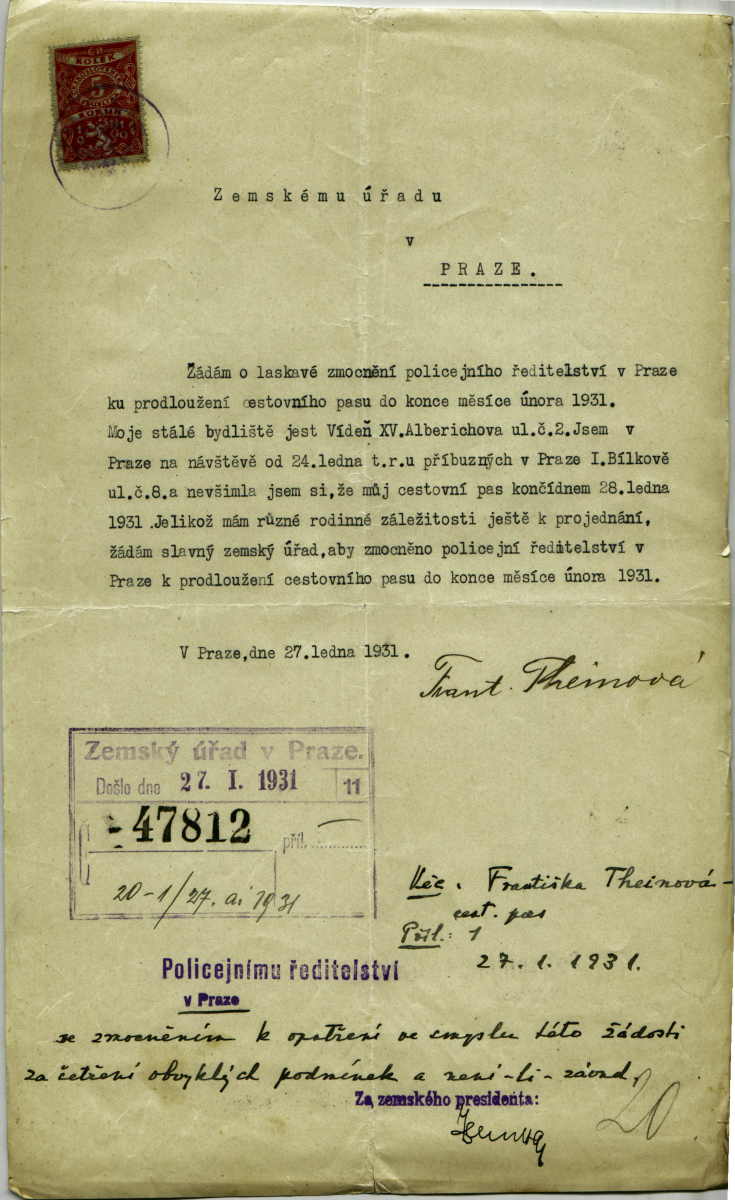 KOLEK
5
Zemskému úřadu
v
PRAZE.
Žádám o laskavé zmocnění policejního ředitelství v Praze
ku prodloužení cestovního pasu do konce měsíce února 1931.
Moje stálé bydliště jest Vídeň XV.Alberichova ul.č.2.Jsem v
Praze na návštěvě od 24.ledna t.r.u příbuzných v Praze I.Bílkově
ul.č.8.a nevšimla jsem si,že můj cestovní pas končídnem 28.ledna
1931.Jelikož mám různé rodinné záležitosti ještě k projednání,
žádám slavný zemský úřad,aby zmocněno policejní ředitelství v
Praze k prodloužení cestovního pasu do konce měsíce února 1931.
V Praze,dne 27.ledna 1931.
Frant. Theinová
Zemský úřad v Praze.
Došlo dne 27. I. 1931 11
47812 příl.
20-1/27. ai 1931
Věc. Františka Theinová-
cest. pas
Příl.: 1
27. 1. 1931.
Policejnímu ředitelství
v Praze
se zmocněním k opatření ve smyslu této žádosti
za šetření obvyklých podmínek a není-li-závad,
Za zemského presidenta:
20